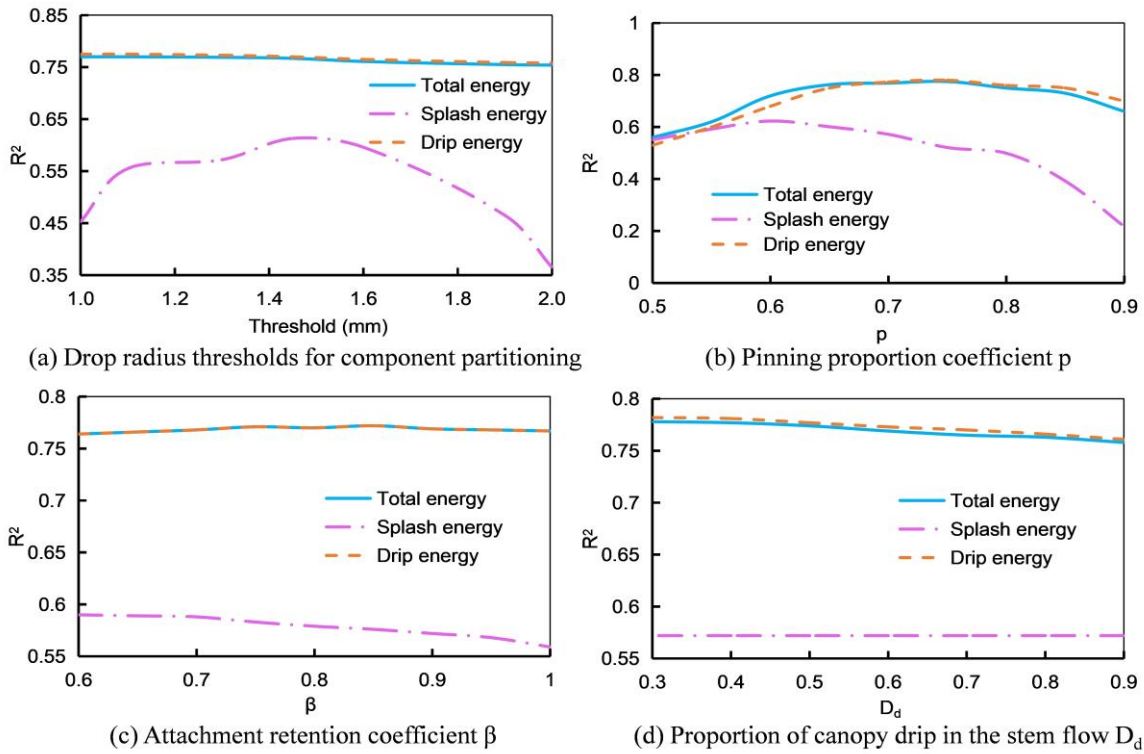 0.85
0.75
0.65
0.55
0.45
0.35
R²
Total energy
Splash energy
Drip energy
1.0 1.2 1.4 1.6 1.8 2.0
Threshold (mm)
(a) Drop radius thresholds for component partitioning
1
0.8
0.6
0.4
0.2
0
R²
Total energy
Splash energy
Drip energy
0.5 0.6 0.7 0.8 0.9
p
(b) Pinning proportion coefficient p
0.8
0.75
0.7
0.65
0.6
0.55
R²
Total energy
Splash energy
Drip energy
0.6 0.7 0.8 0.9 1
β
(c) Attachment retention coefficient β
0.8
0.75
0.7
0.65
0.6
0.55
R²
Total energy
Splash energy
Drip energy
0.3 0.4 0.5 0.6 0.7 0.8 0.9
D_d
(d) Proportion of canopy drip in the stem flow D_d